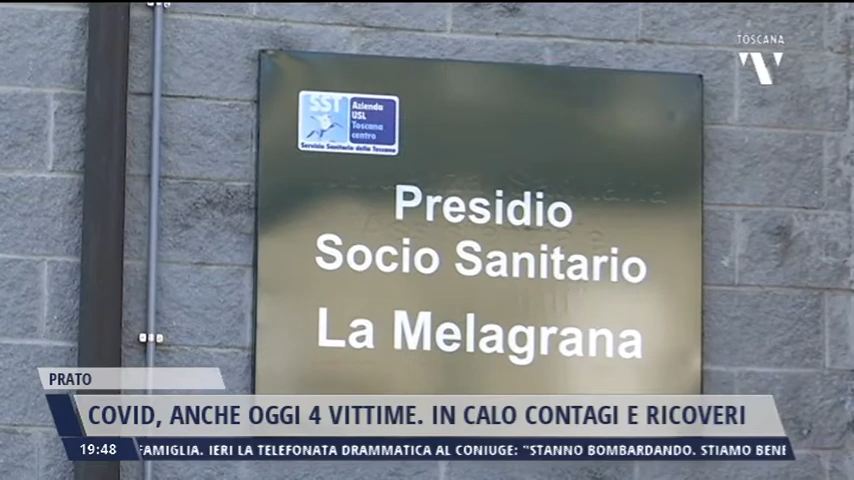 TOSCANA
TV
SST
Azienda
USL
Toscana
centro
Servizio Sanitario della Toscana
Presidio
Socio Sanitario
La Melagrana
PRATO
COVID, ANCHE OGGI 4 VITTIME. IN CALO CONTAGI E RICOVERI
19:48
FAMIGLIA. IERI LA TELEFONATA DRAMMATICA AL CONIUGE: "STANNO BOMBARDANDO. STIAMO BENE